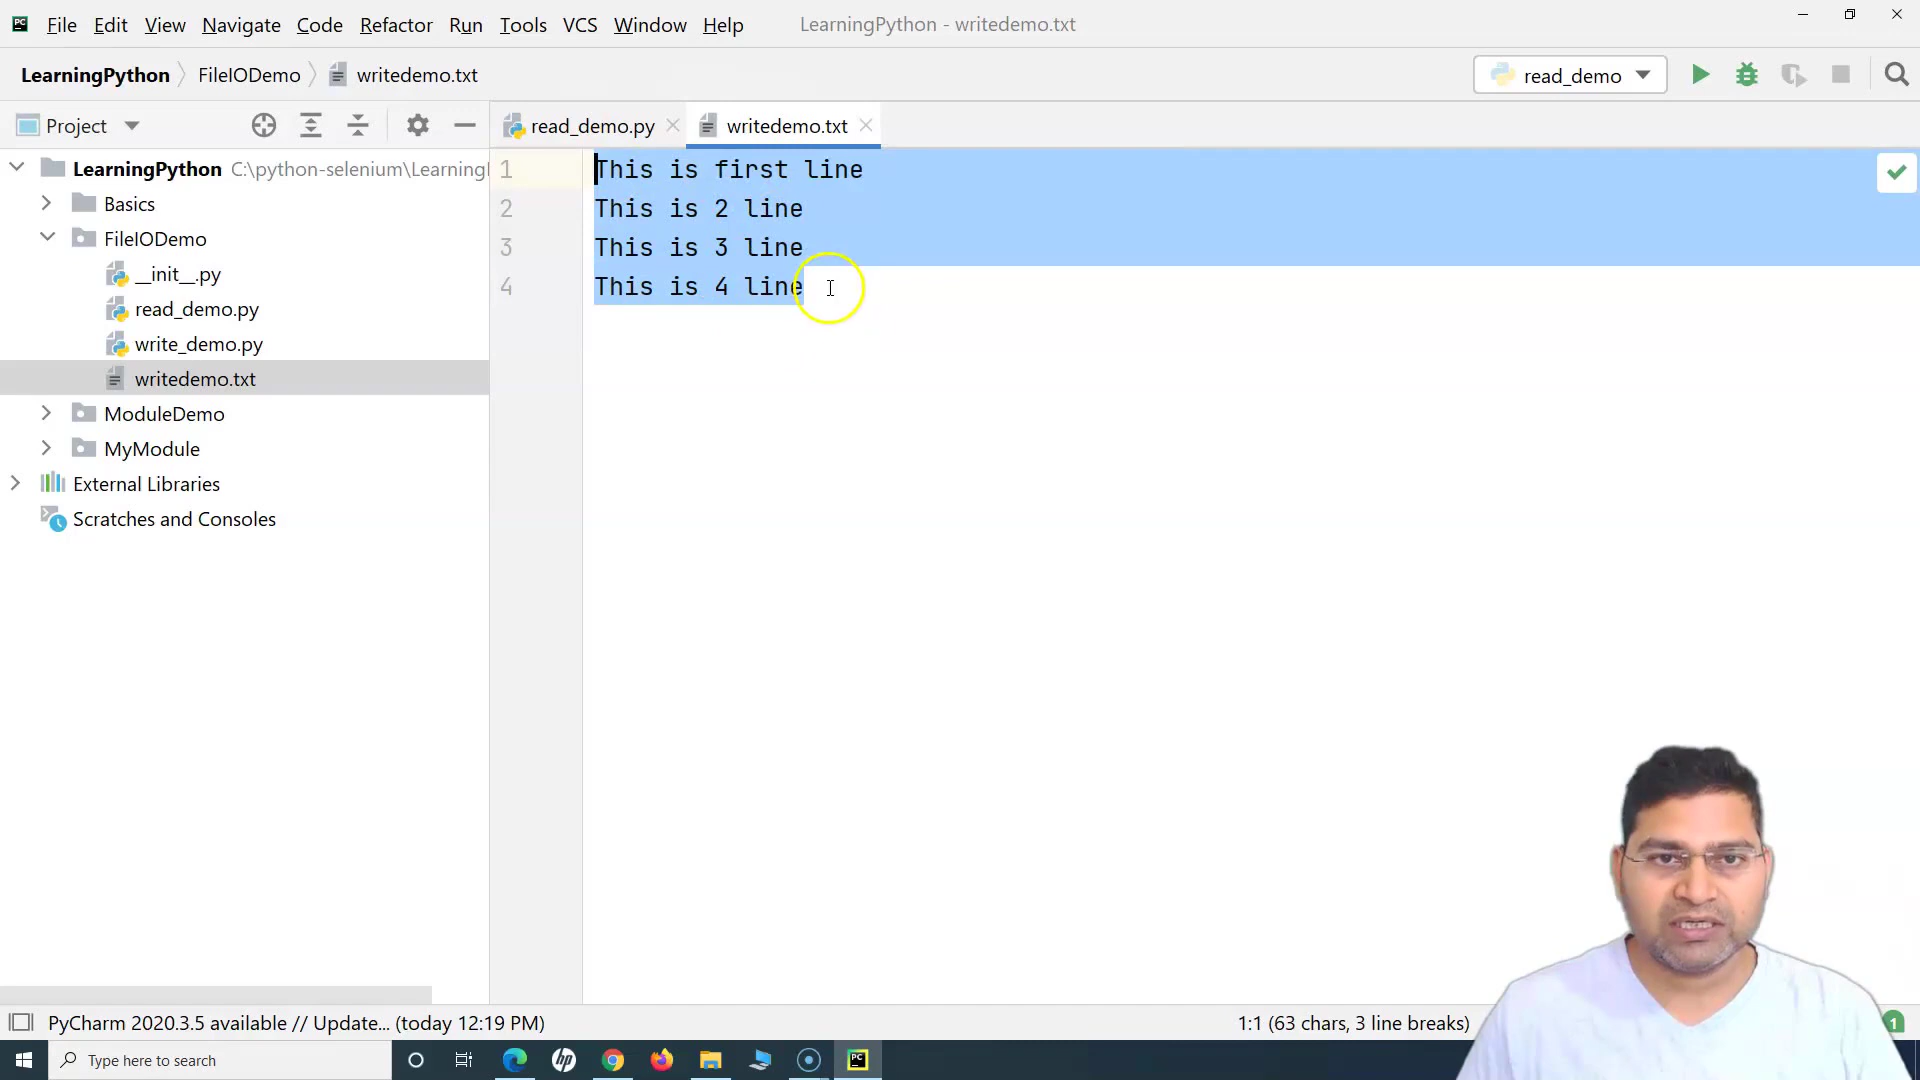 File Edit View Navigate Code Refactor Run Tools VCS Window Help LearningPython - writedemo.txt
LearningPython FileIODemo writedemo.txt read_demo
Project read_demo.py writedemo.txt
LearningPython C:\python-selenium\Learning
Basics
FileIODemo
__init__.py
read_demo.py
write_demo.py
writedemo.txt
ModuleDemo
MyModule
External Libraries
Scratches and Consoles
1 This is first line
2 This is 2 line
3 This is 3 line
4 This is 4 line
PyCharm 2020.3.5 available // Update... (today 12:19 PM) 1:1 (63 chars, 3 line breaks) 1
Type here to search hp PC